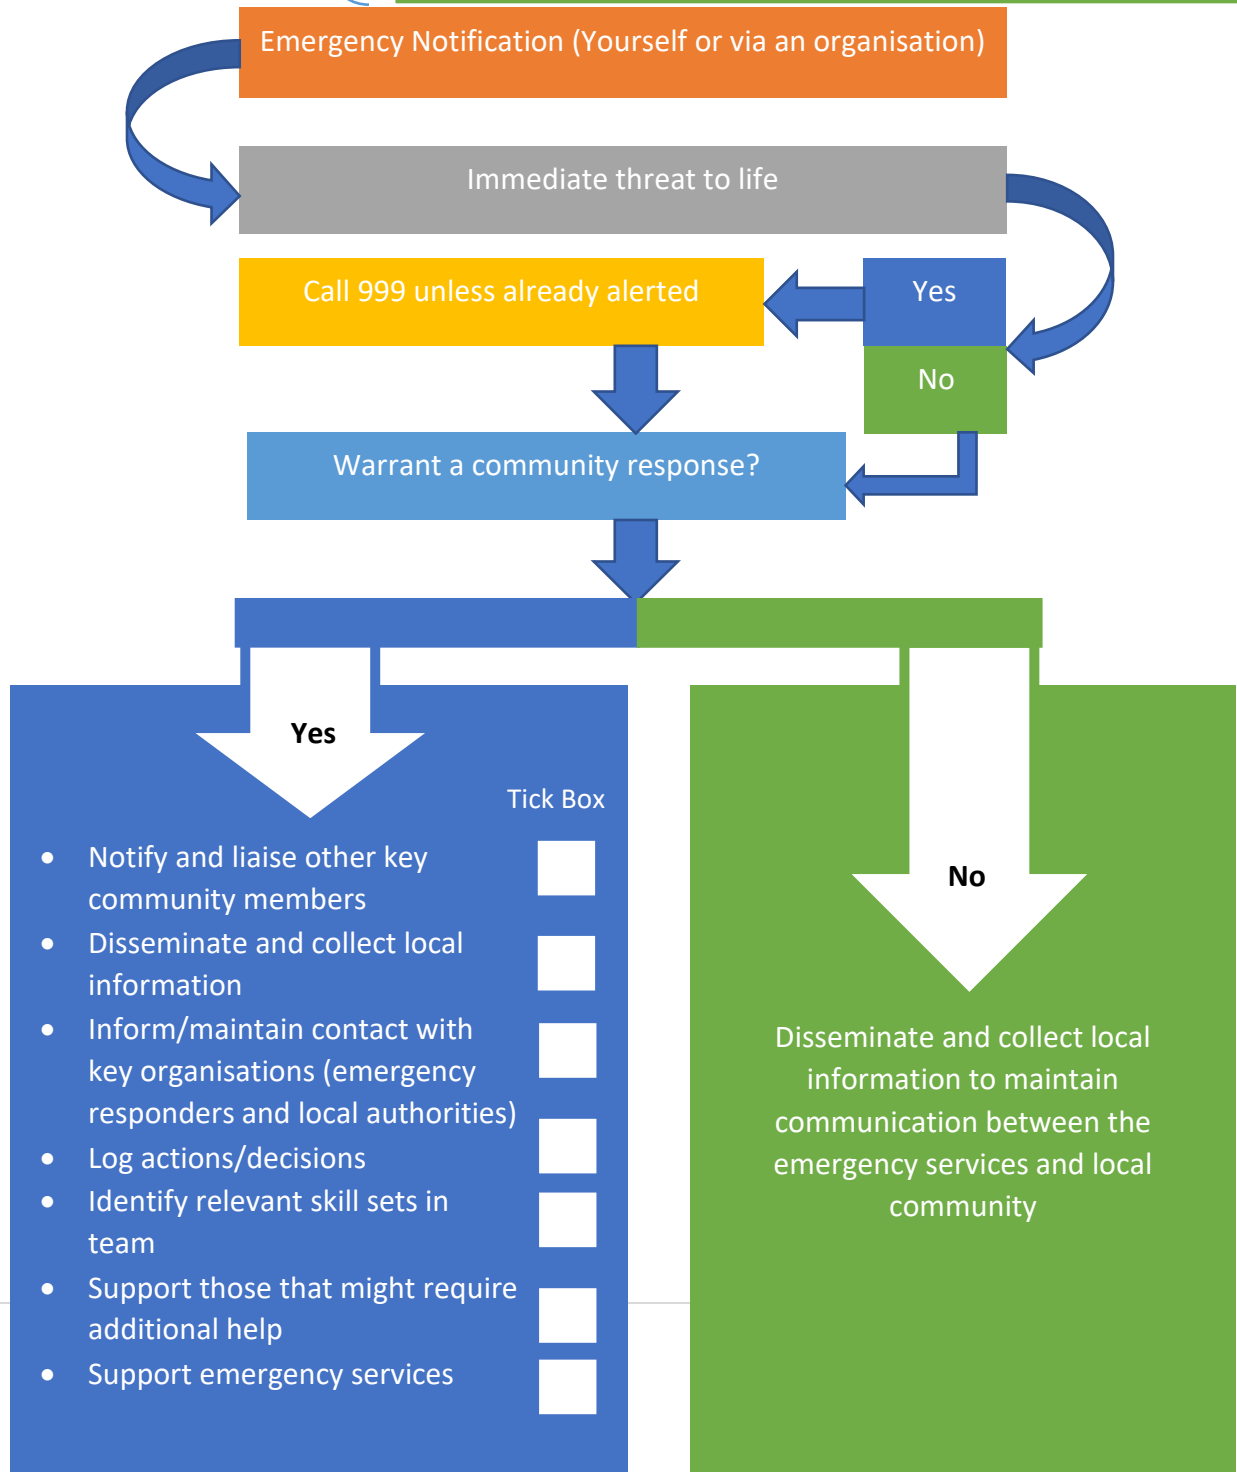 Emergency Notification (Yourself or via an organisation)
Immediate threat to life
Call 999 unless already alerted
Yes
No
Warrant a community response?
Yes
Tick Box
• Notify and liaise other key
community members
• Disseminate and collect local
information
• Inform/maintain contact with
key organisations (emergency
responders and local authorities)
• Log actions/decisions
• Identify relevant skill sets in
team
• Support those that might require
additional help
• Support emergency services
No
Disseminate and collect local
information to maintain
communication between the
emergency services and local
community